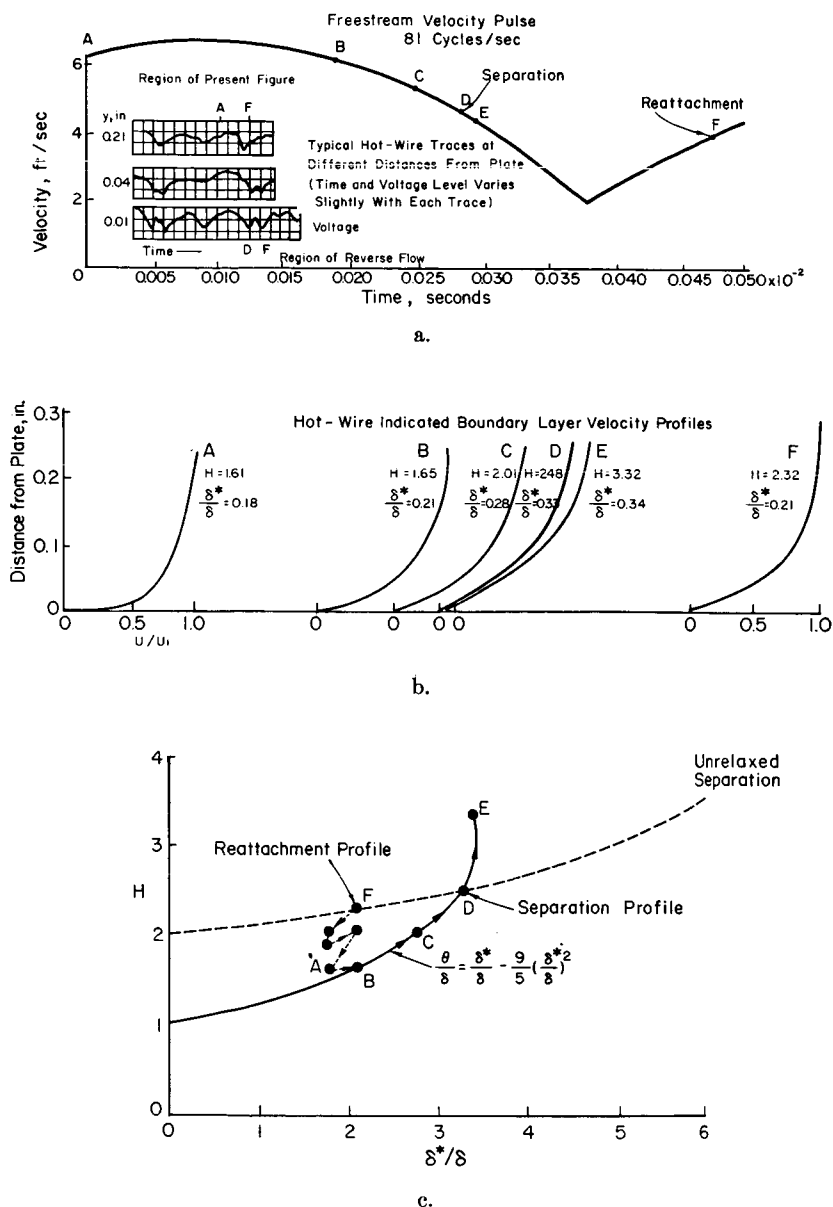 Freestream Velocity Pulse
81 Cycles/sec
A
B
C
D
Separation
E
Reattachment
F
Region of Present Figure
A F
y, in
0.21
0.04
0.01
Typical Hot-Wire Traces at
Different Distances From Plate
(Time and Voltage Level Varies
Slightly With Each Trace)
Voltage
Time
D F
Region of Reverse Flow
Velocity, ft/sec
6
4
2
0
0 0.005 0.010 0.015 0.020 0.025 0.030 0.035 0.040 0.045 0.050x10⁻²
Time, seconds
a.
Hot-Wire Indicated Boundary Layer Velocity Profiles
Distance from Plate, in.
0.3
0.2
0.1
0
A B C D E F
H=1.61 H=1.65 H=2.01 H=248 H=3.32 H=2.32
δ*/δ=0.18 δ*/δ=0.21 δ*/δ=0.28 δ*/δ=0.33 δ*/δ=0.34 δ*/δ=0.21
0 0.5 1.0 0 0 0 0 0 0.5 1.0
U/U₁
b.
4
3
2
1
0
H
Unrelaxed
Separation
E
Reattachment Profile
F
D
Separation Profile
C
A
B
θ/δ = δ*/δ - 9/5 (δ*/δ)²
0 1 2 3 4 5 6
δ*/δ
c.